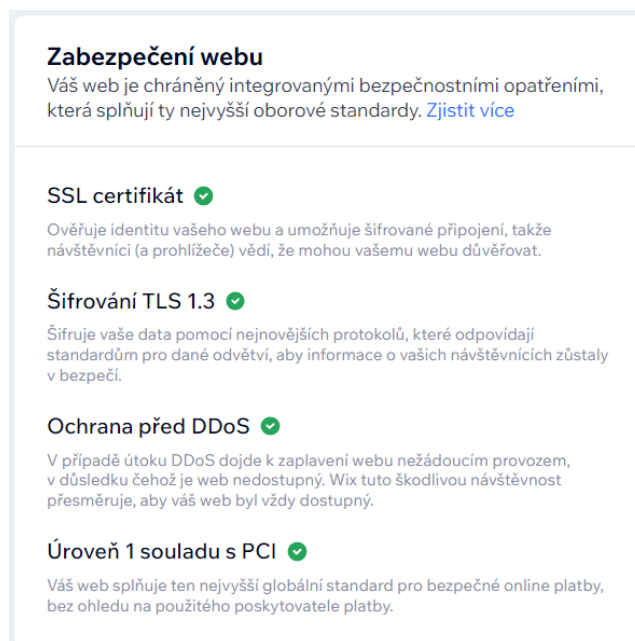 Zabezpečení webu
Váš web je chráněný integrovanými bezpečnostními opatřeními,
která splňují ty nejvyšší oborové standardy. Zjistit více
SSL certifikát
Ověřuje identitu vašeho webu a umožňuje šifrované připojení, takže
návštěvníci (a prohlížeče) vědí, že mohou vašemu webu důvěřovat.
Šifrování TLS 1.3
Šifruje vaše data pomocí nejnovějších protokolů, které odpovídají
standardům pro dané odvětví, aby informace o vašich návštěvnících zůstaly
v bezpečí.
Ochrana před DDoS
V případě útoku DDoS dojde k zaplavení webu nežádoucím provozem,
v důsledku čehož je web nedostupný. Wix tuto škodlivou návštěvnost
přesměruje, aby váš web byl vždy dostupný.
Úroveň 1 souladu s PCI
Váš web splňuje ten nejvyšší globální standard pro bezpečné online platby,
bez ohledu na použitého poskytovatele platby.